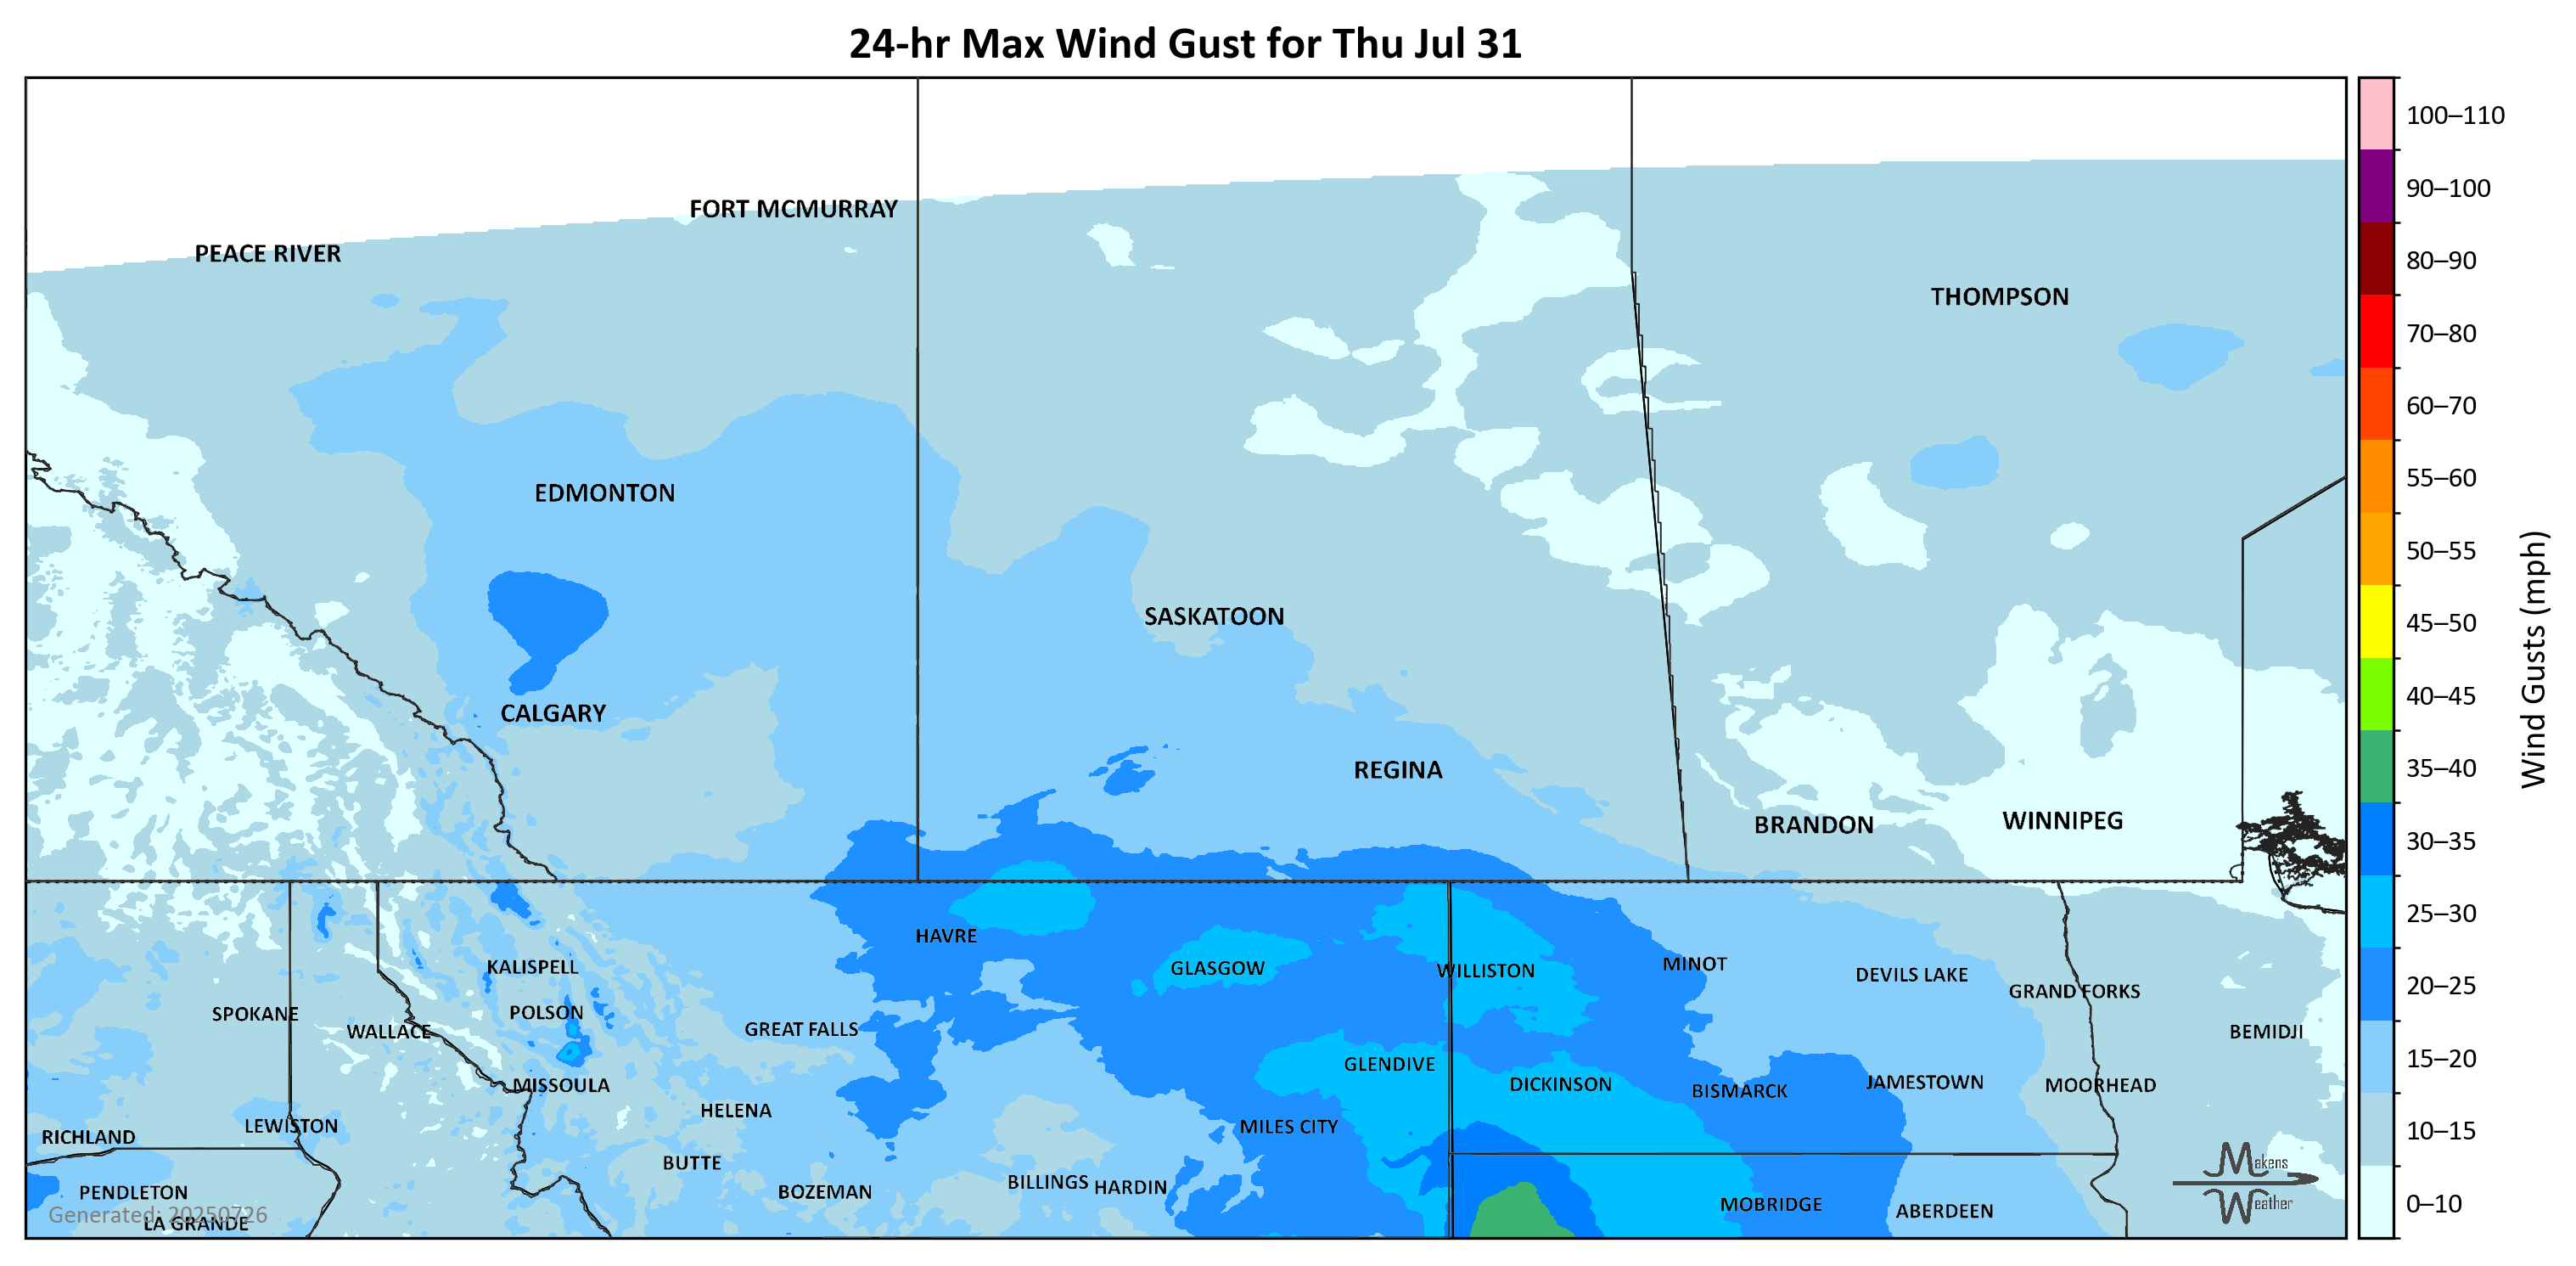 24-hr Max Wind Gust for Thu Jul 31
100–110
90–100
80–90
70–80
60–70
55–60
50–55
45–50
40–45
35–40
30–35
25–30
20–25
15–20
10–15
0–10
Wind Gusts (mph)
FORT MCMURRAY
PEACE RIVER
THOMPSON
EDMONTON
SASKATOON
CALGARY
REGINA
BRANDON
WINNIPEG
HAVRE
KALISPELL
GLASGOW
WILLISTON
MINOT
DEVILS LAKE
GRAND FORKS
SPOKANE
POLSON
WALLACE
GREAT FALLS
BEMIDJI
GLENDIVE
MISSOULA
DICKINSON
BISMARCK
JAMESTOWN
MOORHEAD
HELENA
LEWISTON
MILES CITY
RICHLAND
BUTTE
PENDLETON
BOZEMAN
BILLINGS
HARDIN
MOBRIDGE
ABERDEEN
Generated: 20250726
LA GRANDE
Makens
Weather